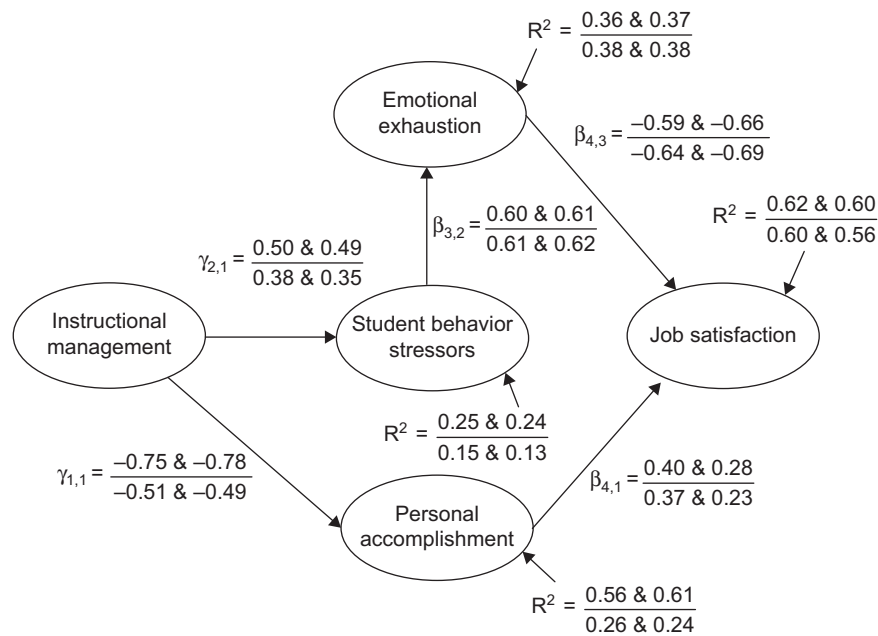 R² = 0.36 & 0.37
0.38 & 0.38
Emotional
exhaustion
β4,3 = –0.59 & –0.66
–0.64 & –0.69
R² = 0.62 & 0.60
0.60 & 0.56
β3,2 = 0.60 & 0.61
0.61 & 0.62
γ2,1 = 0.50 & 0.49
0.38 & 0.35
Instructional
management
Student behavior
stressors
Job satisfaction
R² = 0.25 & 0.24
0.15 & 0.13
γ1,1 = –0.75 & –0.78
–0.51 & –0.49
β4,1 = 0.40 & 0.28
0.37 & 0.23
Personal
accomplishment
R² = 0.56 & 0.61
0.26 & 0.24